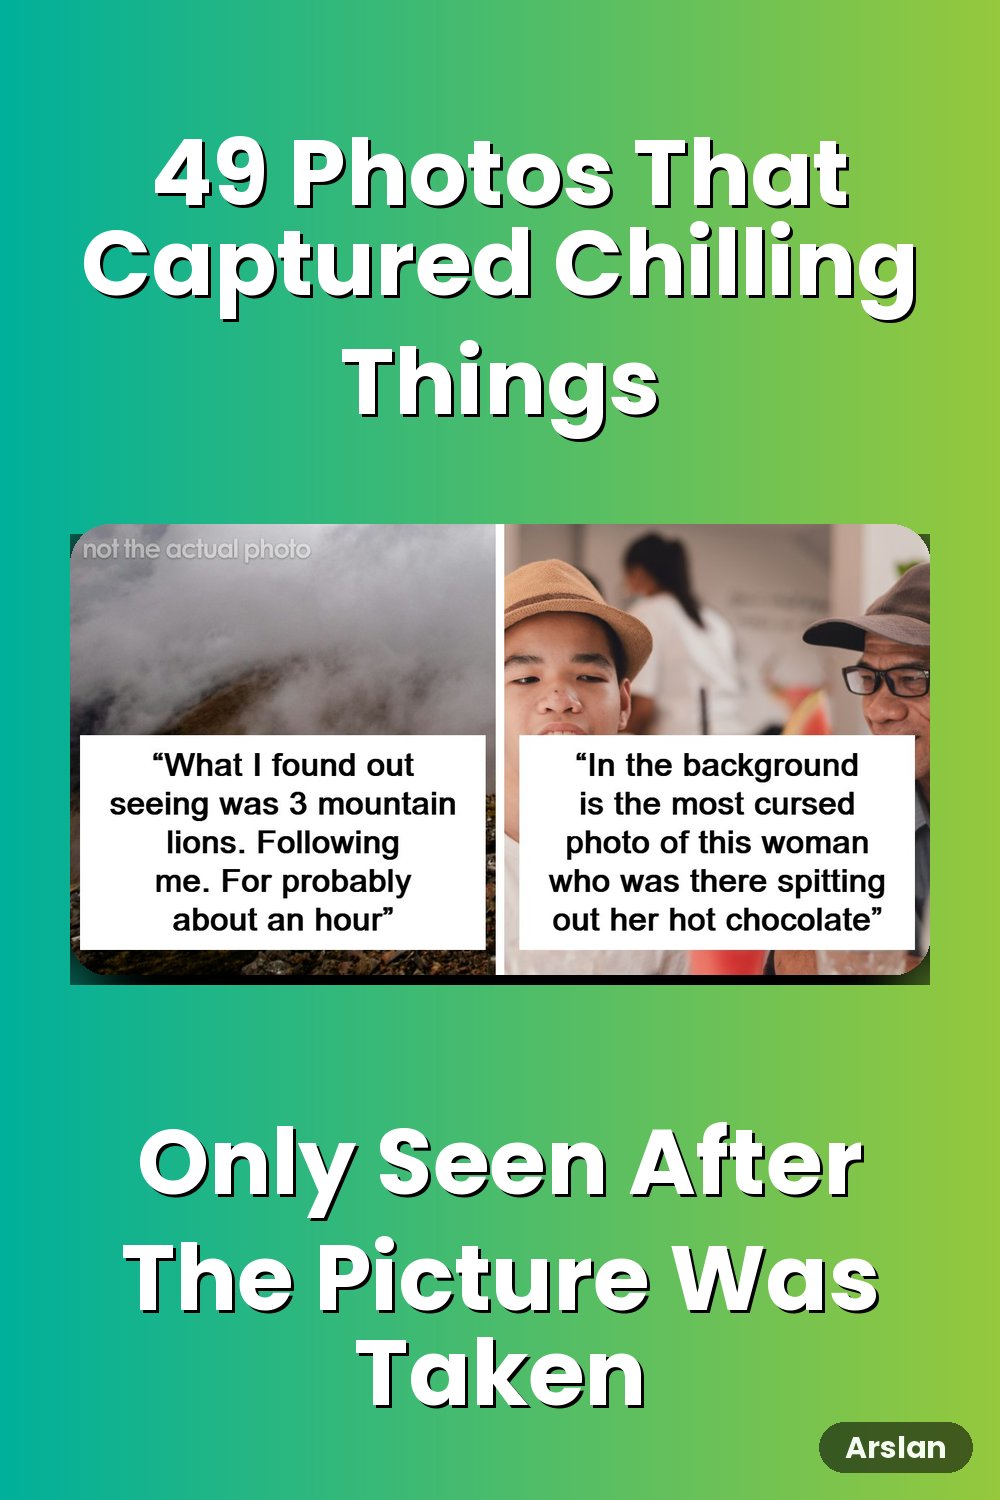 49 Photos That
Captured Chilling
Things
not the actual photo
“What I found out
seeing was 3 mountain
lions. Following
me. For probably
about an hour”
“In the background
is the most cursed
photo of this woman
who was there spitting
out her hot chocolate”
Only Seen After
The Picture Was
Taken
Arslan